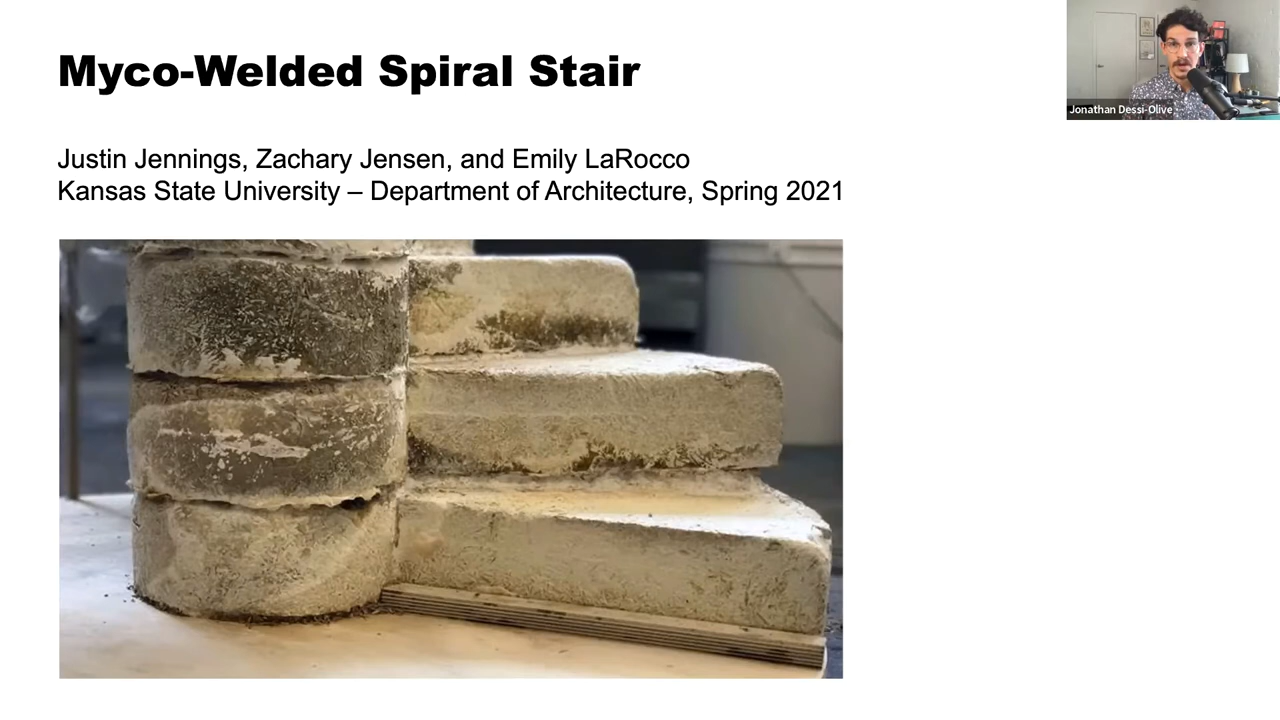 Myco-Welded Spiral Stair
Jonathan Dessi-Olive
Justin Jennings, Zachary Jensen, and Emily LaRocco
Kansas State University – Department of Architecture, Spring 2021